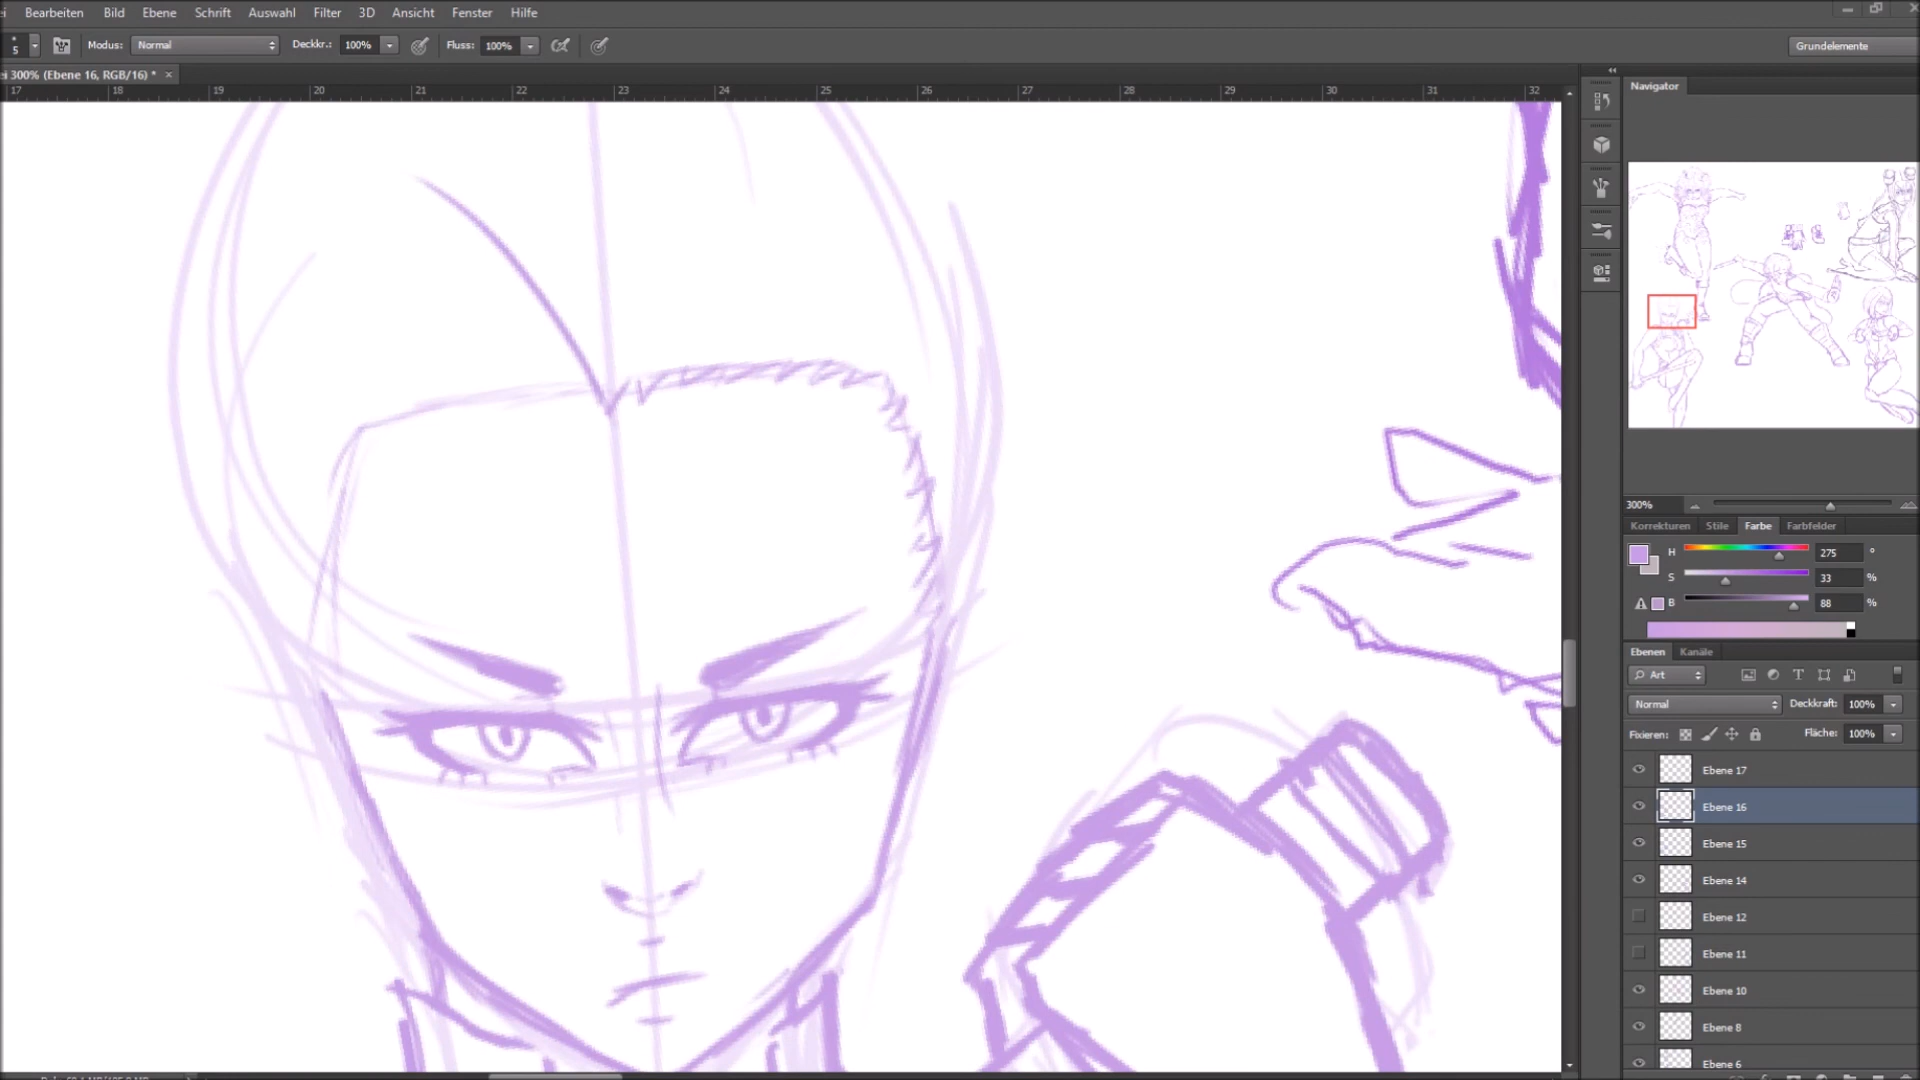 Bearbeiten Bild Ebene Schrift Auswahl Filter 3D Ansicht Fenster Hilfe
5 Modus: Normal Deckkr.: 100% Fluss: 100% Grundelemente
ei 300% (Ebene 16, RGB/16) * ×
17 18 19 20 21 22 23 24 25 26 27 28 29 30 31 32
Navigator
300%
Korrekturen Stile Farbe Farbfelder
H 275 °
S 33 %
B 88 %
Ebenen Kanäle
Art
Normal Deckkraft: 100%
Fixieren: Fläche: 100%
Ebene 17
Ebene 16
Ebene 15
Ebene 14
Ebene 12
Ebene 11
Ebene 10
Ebene 8
Ebene 6